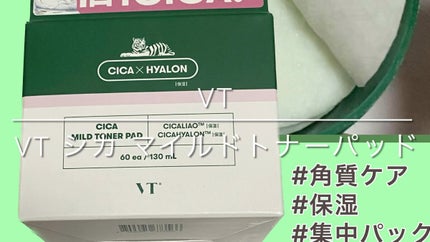 CICA×HYALON
[保湿]
VT
VT シカ マイルドトナーパッド
CICA
MILD TONER PAD
CICALIAO™ [保湿]
CICAHYALON™ [保湿]
60 ea / 130 mL
VT
#角質ケア
#保湿
#集中パック